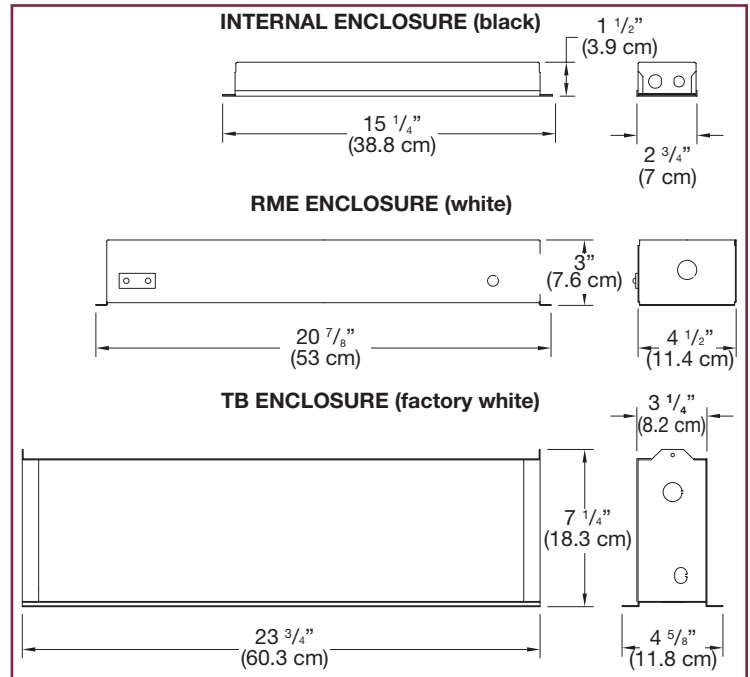 INTERNAL ENCLOSURE (black)
1 1/2”
(3.9 cm)
15 1/4”
(38.8 cm)
2 3/4”
(7 cm)
RME ENCLOSURE (white)
3”
(7.6 cm)
20 7/8”
(53 cm)
4 1/2”
(11.4 cm)
TB ENCLOSURE (factory white)
3 1/4”
(8.2 cm)
7 1/4”
(18.3 cm)
23 3/4”
(60.3 cm)
4 5/8”
(11.8 cm)